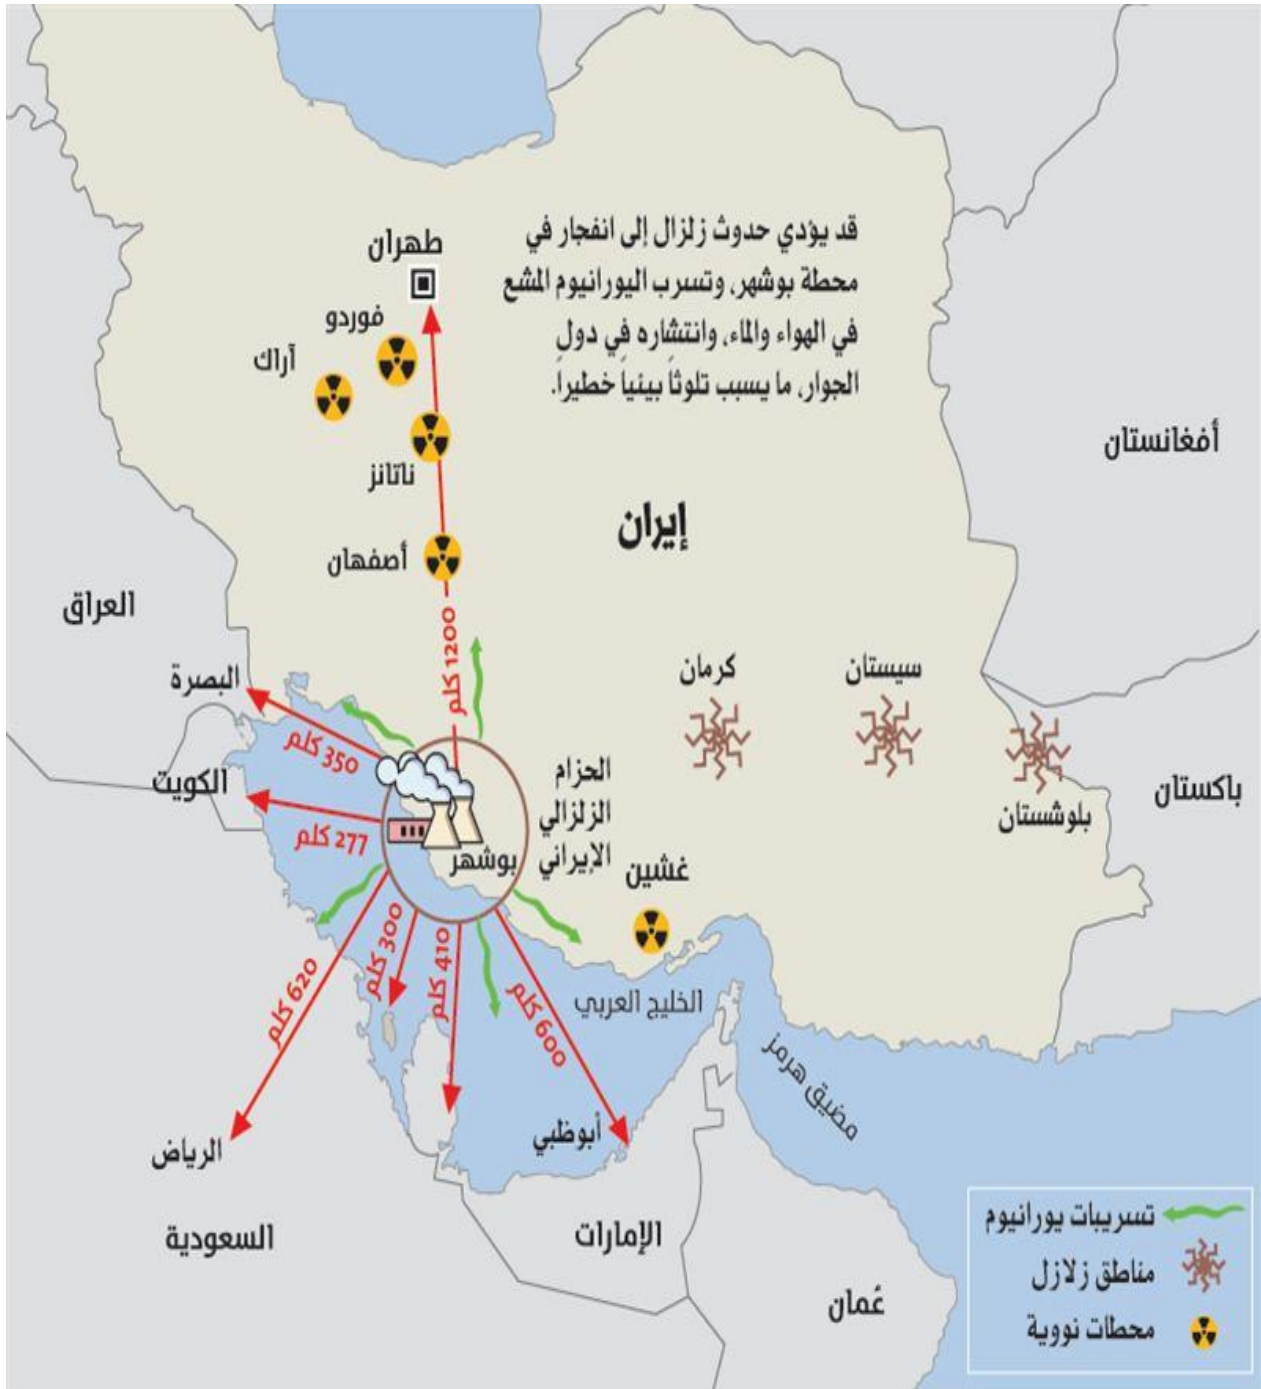 قد يؤدي حدوث زلزال إلى انفجار في
محطة بوشهر، وتسرب اليورانيوم المشع
في الهواء والماء، وانتشاره في دول
الجوار، ما يسبب تلوثاً بيئياً خطيراً.
طهران
فوردو
آراك
ناتانز
أصفهان
إيران
أفغانستان
العراق
1200 كلم
كرمان
سيستان
بلوشستان
باكستان
البصرة
350 كلم
الكويت
277 كلم
الحزام
الزلزالي
الإيراني
بوشهر
غشين
300 كلم
410 كلم
600 كلم
620 كلم
الخليج العربي
مضيق هرمز
أبوظبي
الرياض
السعودية
الإمارات
عُمان
تسريبات يورانيوم
مناطق زلازل
محطات نووية